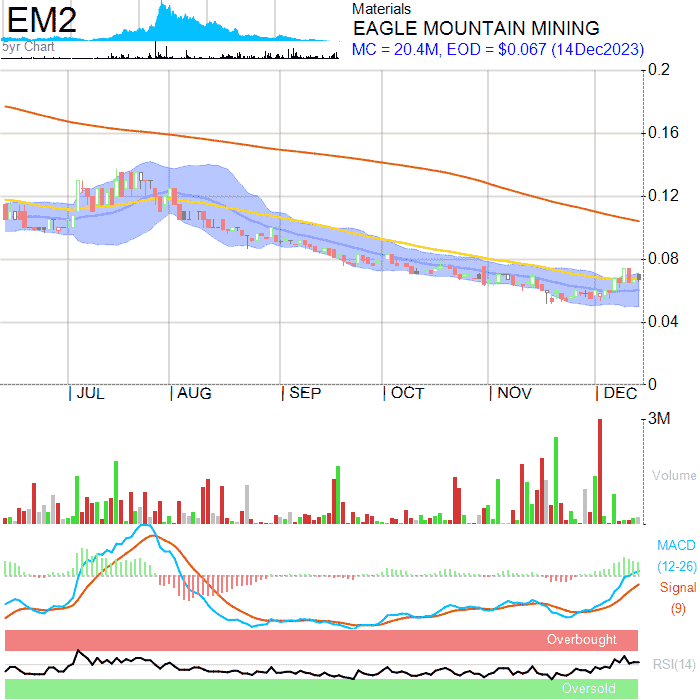 EM2
5yr Chart
Materials
EAGLE MOUNTAIN MINING
MC = 20.4M, EOD = $0.067 (14Dec2023)
0.2
0.16
0.12
0.08
0.04
0
JUL AUG SEP OCT NOV DEC
3M
Volume
MACD
(12-26)
Signal
(9)
Overbought
RSI(14)
Oversold